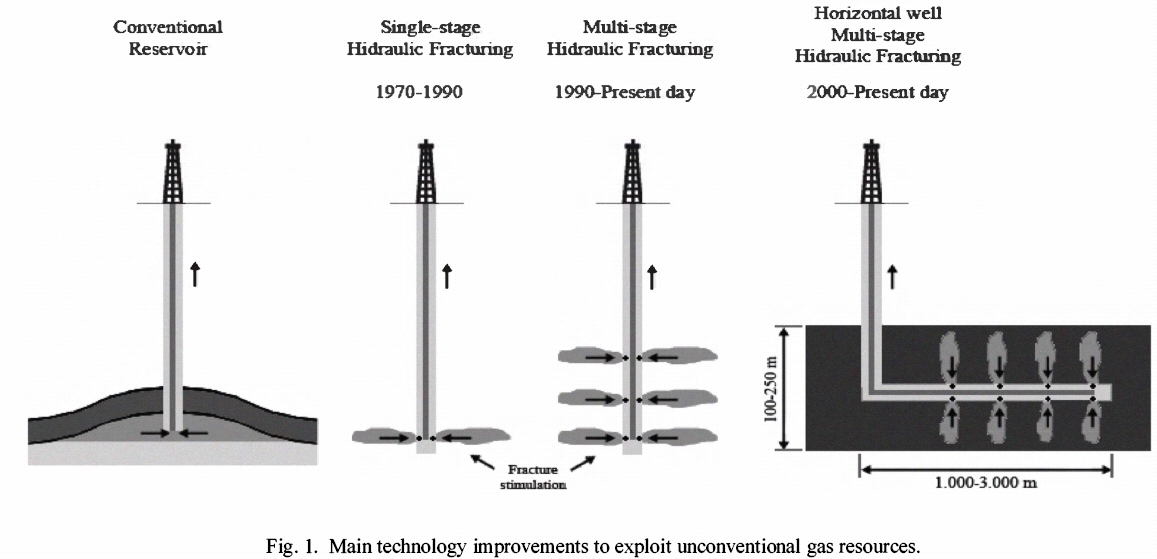 Conventional
Reservoir
Single-stage
Hidraulic Fracturing
1970-1990
Multi-stage
Hidraulic Fracturing
1990-Present day
Horizontal well
Multi-stage
Hidraulic Fracturing
2000-Present day
100-250 m
Fracture
stimulation
1.000-3.000 m
Fig. 1. Main technology improvements to exploit unconventional gas resources.